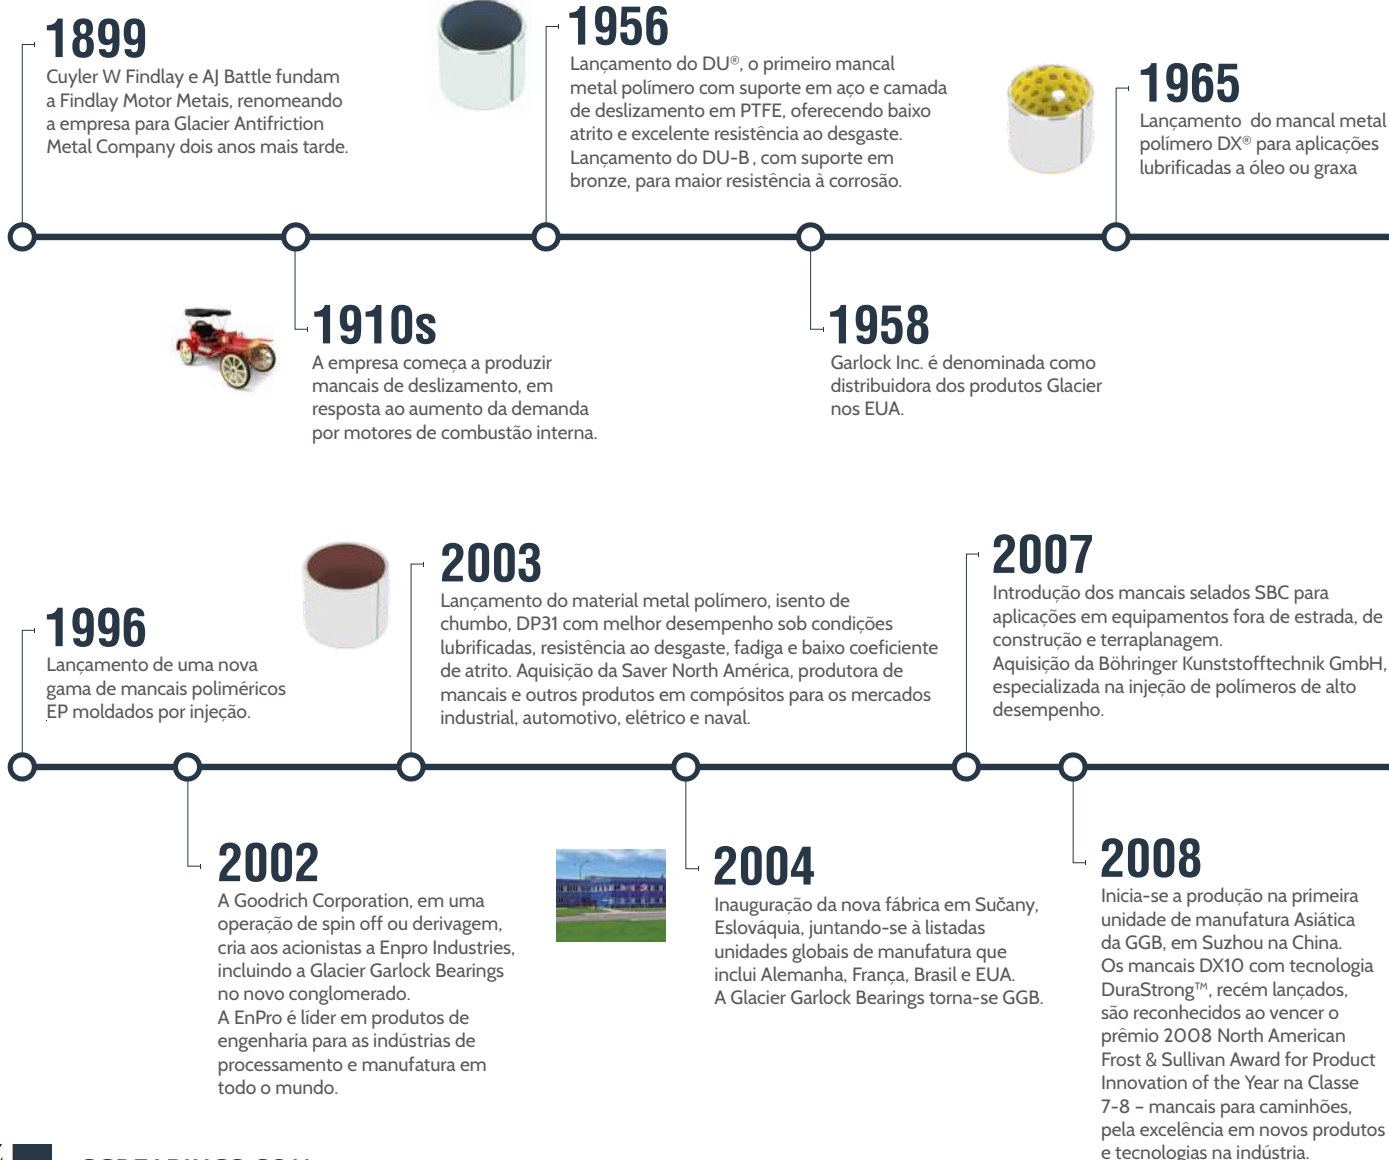 1899
Cuyler W Findlay e AJ Battle fundam
a Findlay Motor Metais, renomeando
a empresa para Glacier Antifriction
Metal Company dois anos mais tarde.
1956
Lançamento do DU®, o primeiro mancal
metal polímero com suporte em aço e camada
de deslizamento em PTFE, oferecendo baixo
atrito e excelente resistência ao desgaste.
Lançamento do DU-B, com suporte em
bronze, para maior resistência à corrosão.
1965
Lançamento do mancal metal
polímero DX® para aplicações
lubrificadas a óleo ou graxa
1910s
A empresa começa a produzir
mancais de deslizamento, em
resposta ao aumento da demanda
por motores de combustão interna.
1958
Garlock Inc. é denominada como
distribuidora dos produtos Glacier
nos EUA.
1996
Lançamento de uma nova
gama de mancais poliméricos
EP moldados por injeção.
2003
Lançamento do material metal polímero, isento de
chumbo, DP31 com melhor desempenho sob condições
lubrificadas, resistência ao desgaste, fadiga e baixo coeficiente
de atrito. Aquisição da Saver North América, produtora de
mancais e outros produtos em compósitos para os mercados
industrial, automotivo, elétrico e naval.
2007
Introdução dos mancais selados SBC para
aplicações em equipamentos fora de estrada, de
construção e terraplanagem.
Aquisição da Böhringer Kunststofftechnik GmbH,
especializada na injeção de polímeros de alto
desempenho.
2002
A Goodrich Corporation, em uma
operação de spin off ou derivagem,
cria aos acionistas a Enpro Industries,
incluindo a Glacier Garlock Bearings
no novo conglomerado.
A EnPro é líder em produtos de
engenharia para as indústrias de
processamento e manufatura em
todo o mundo.
2004
Inauguração da nova fábrica em Sučany,
Eslováquia, juntando-se à listadas
unidades globais de manufatura que
inclui Alemanha, França, Brasil e EUA.
A Glacier Garlock Bearings torna-se GGB.
2008
Inicia-se a produção na primeira
unidade de manufatura Asiática
da GGB, em Suzhou na China.
Os mancais DX10 com tecnologia
DuraStrong™, recém lançados,
são reconhecidos ao vencer o
prêmio 2008 North American
Frost & Sullivan Award for Product
Innovation of the Year na Classe
7-8 – mancais para caminhões,
pela excelência em novos produtos
e tecnologias na indústria.